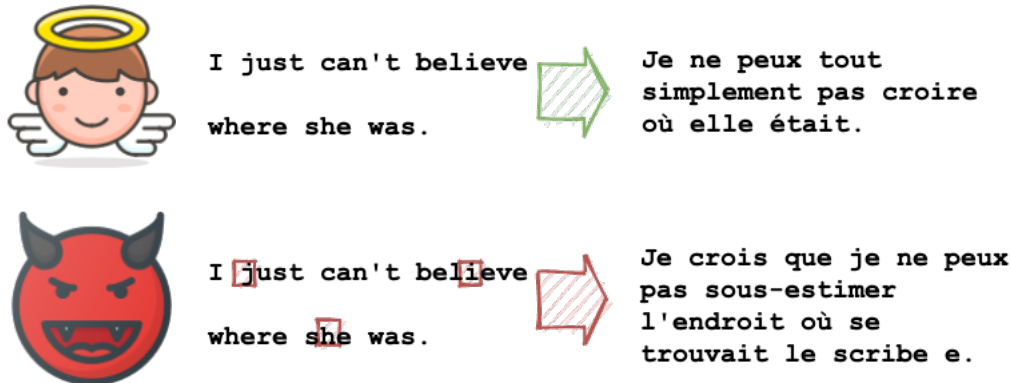 I just can't believe
where she was.
Je ne peux tout
simplement pas croire
où elle était.
I just can't believe
where she was.
Je crois que je ne peux
pas sous-estimer
l'endroit où se
trouvait le scribe e.